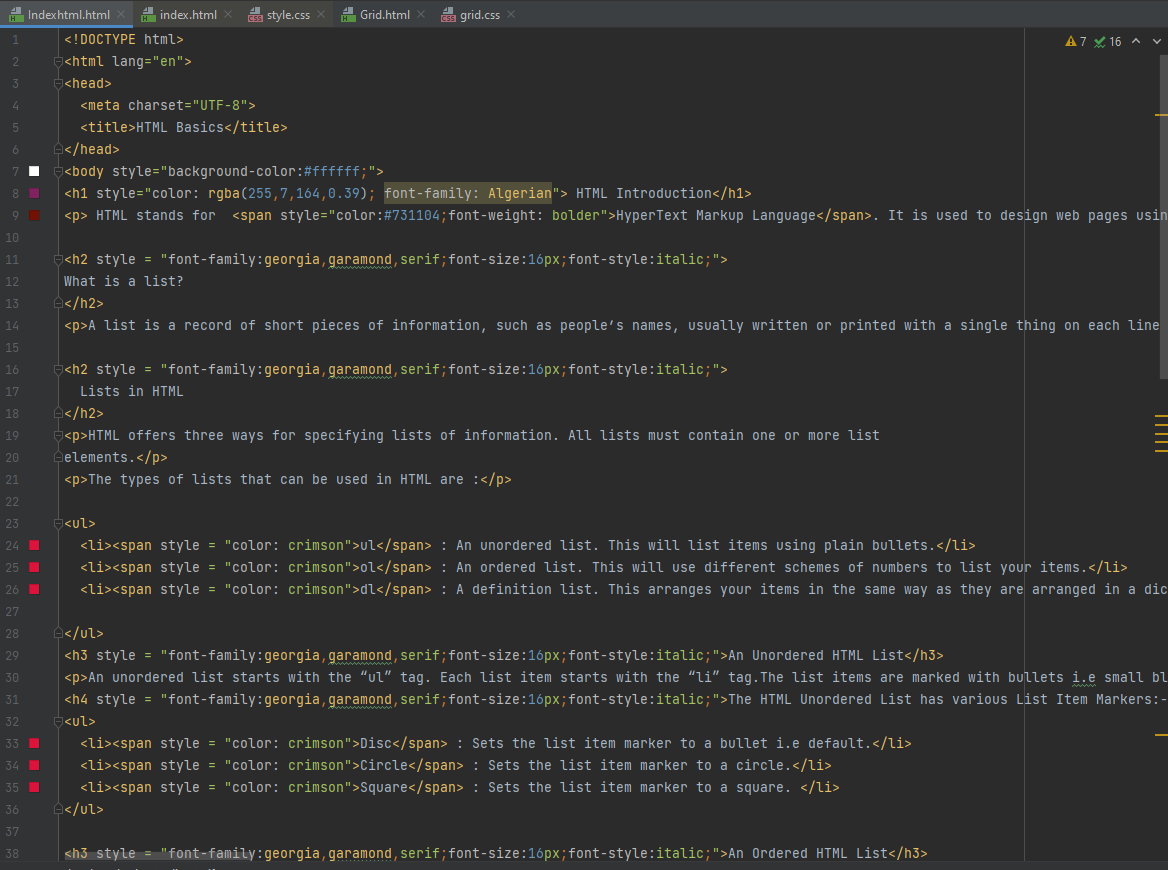 Indexhtml.html index.html style.css Grid.html grid.css
7 16
1 <!DOCTYPE html>
2 <html lang="en">
3 <head>
4 <meta charset="UTF-8">
5 <title>HTML Basics</title>
6 </head>
7 <body style="background-color:#ffffff;">
8 <h1 style="color: rgba(255,7,164,0.39); font-family: Algerian"> HTML Introduction</h1>
9 <p> HTML stands for  <span style="color:#731104;font-weight: bolder">HyperText Markup Language</span>. It is used to design web pages usin
10
11 <h2 style = "font-family:georgia,garamond,serif;font-size:16px;font-style:italic;">
12 What is a list?
13 </h2>
14 <p>A list is a record of short pieces of information, such as people’s names, usually written or printed with a single thing on each line
15
16 <h2 style = "font-family:georgia,garamond,serif;font-size:16px;font-style:italic;">
17 Lists in HTML
18 </h2>
19 <p>HTML offers three ways for specifying lists of information. All lists must contain one or more list
20 elements.</p>
21 <p>The types of lists that can be used in HTML are :</p>
22
23 <ul>
24 <li><span style = "color: crimson">ul</span> : An unordered list. This will list items using plain bullets.</li>
25 <li><span style = "color: crimson">ol</span> : An ordered list. This will use different schemes of numbers to list your items.</li>
26 <li><span style = "color: crimson">dl</span> : A definition list. This arranges your items in the same way as they are arranged in a dic
27
28 </ul>
29 <h3 style = "font-family:georgia,garamond,serif;font-size:16px;font-style:italic;">An Unordered HTML List</h3>
30 <p>An unordered list starts with the “ul” tag. Each list item starts with the “li” tag.The list items are marked with bullets i.e small bl
31 <h4 style = "font-family:georgia,garamond,serif;font-size:16px;font-style:italic;">The HTML Unordered List has various List Item Markers:-
32 <ul>
33 <li><span style = "color: crimson">Disc</span> : Sets the list item marker to a bullet i.e default.</li>
34 <li><span style = "color: crimson">Circle</span> : Sets the list item marker to a circle.</li>
35 <li><span style = "color: crimson">Square</span> : Sets the list item marker to a square. </li>
36 </ul>
37
38 <h3 style = "font-family:georgia,garamond,serif;font-size:16px;font-style:italic;">An Ordered HTML List</h3>